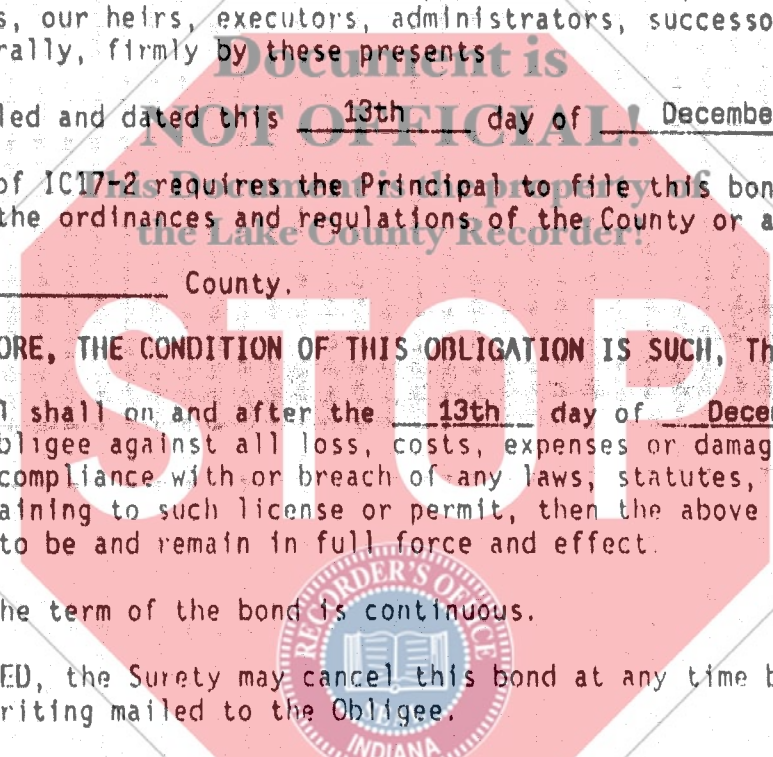 s, our heirs, executors, administrators, successo
rally, firmly by these presents
Document is
led and dated this 13th day of Decembe
NOT OFFICIAL!
of IC17-2 requires the Principal to file this bon
This Document is the property of
the ordinances and regulations of the County or a
the Lake County Recorder!
County.
ORE, THE CONDITION OF THIS OBLIGATION IS SUCH, Th
STOP
l shall on and after the 13th day of Decem
bligee against all loss, costs, expenses or damag
compliance with or breach of any laws, statutes,
aining to such license or permit, then the above
to be and remain in full force and effect.
RECORDER'S OFFICE
he term of the bond is continuous.
ED, the Surety may cancel this bond at any time b
riting mailed to the Obligee.
INDIANA